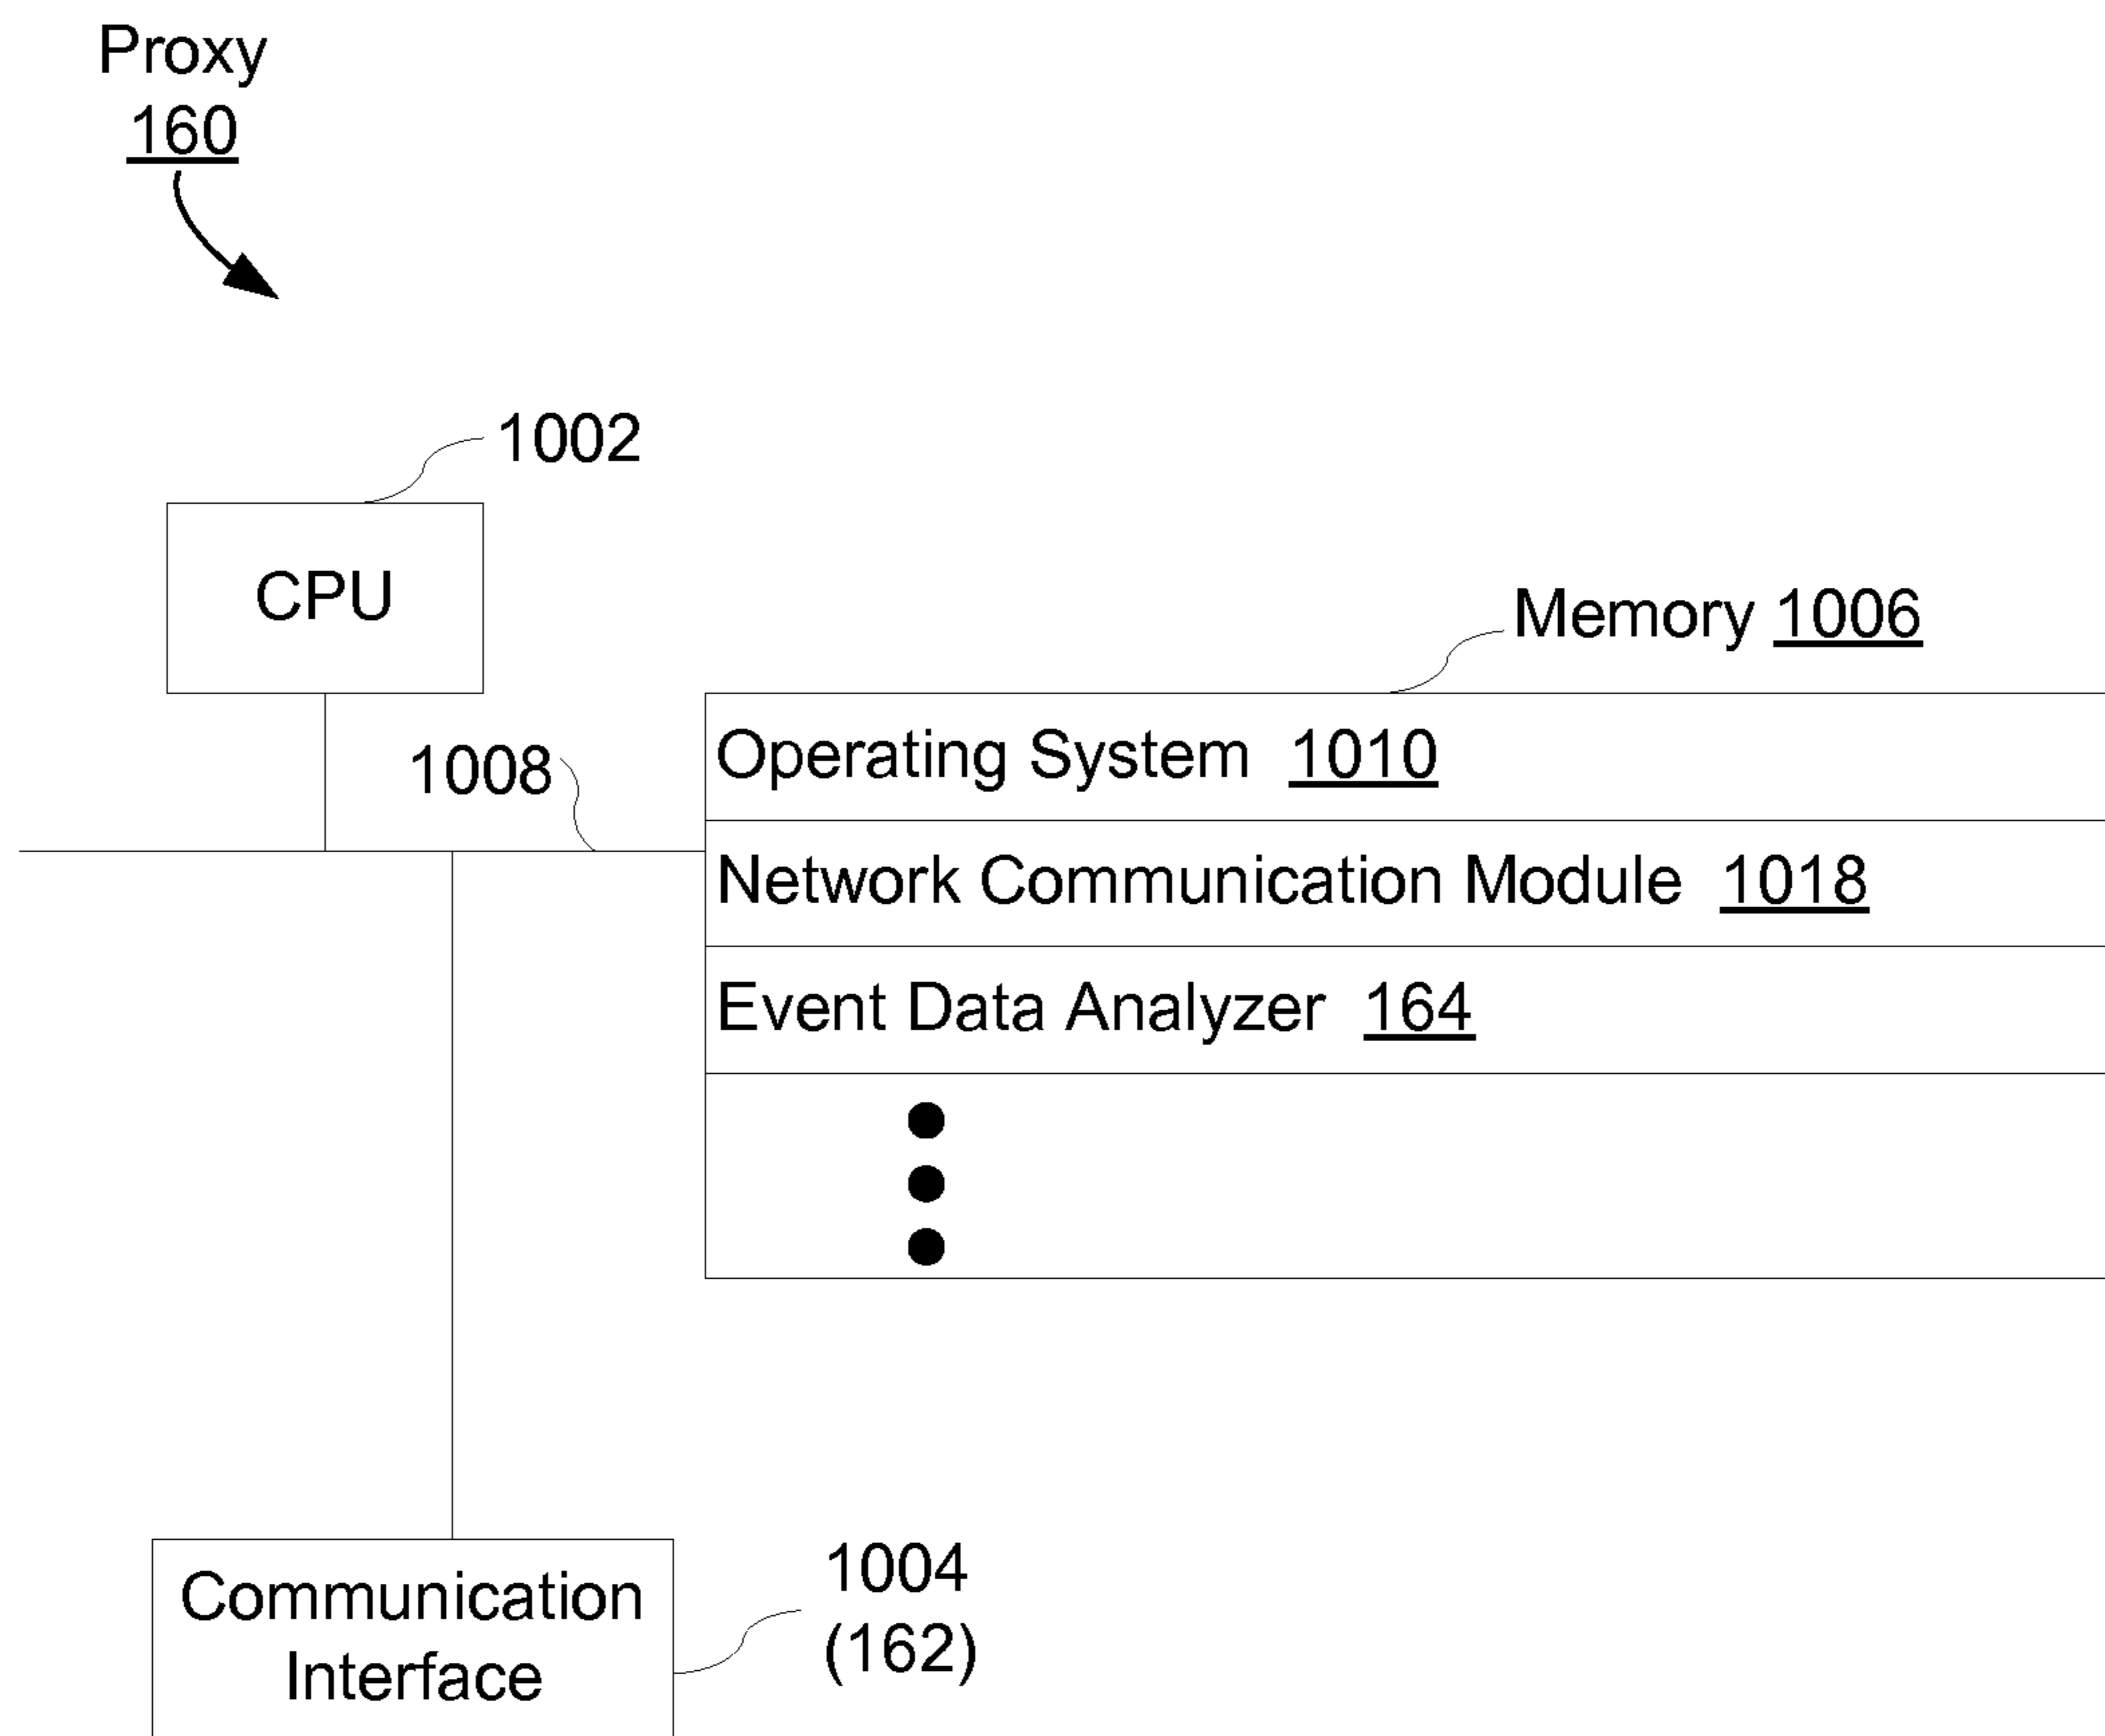 Proxy
160
1002
CPU
Memory 1006
1008
Operating System 1010
Network Communication Module 1018
Event Data Analyzer 164
Communication
Interface
1004
(162)